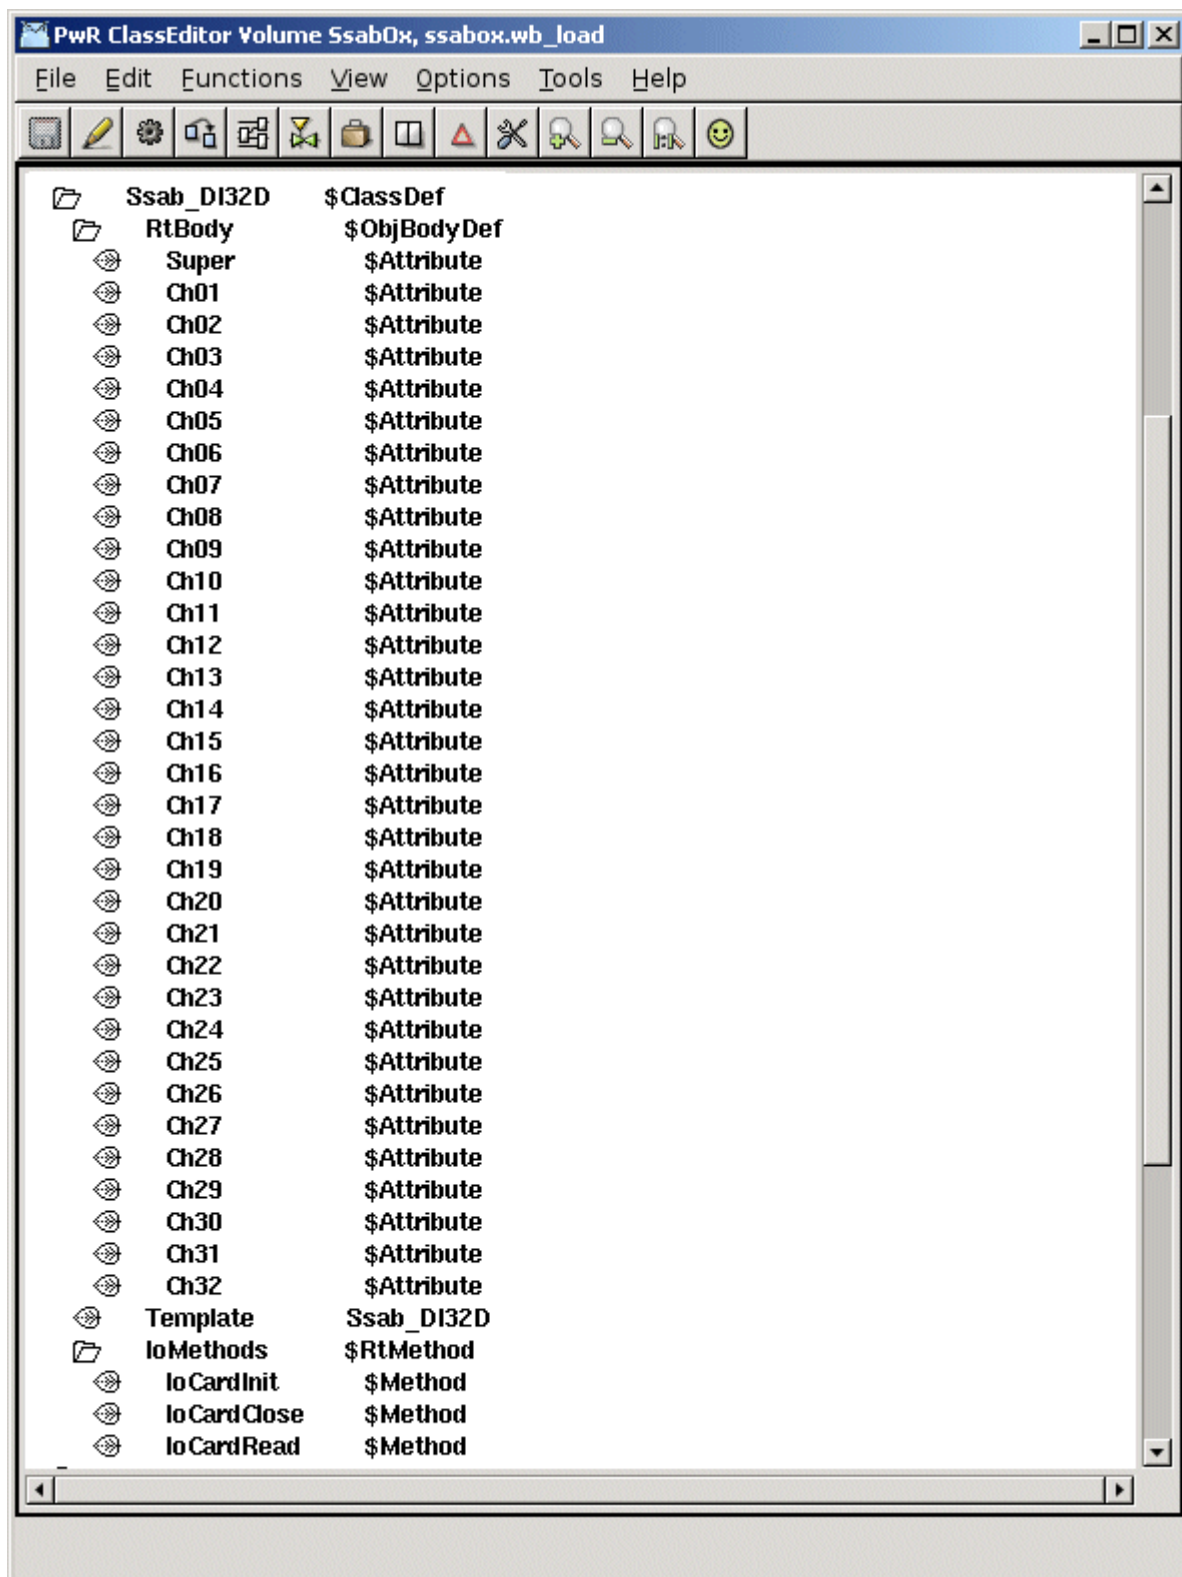 PwR ClassEditor Volume SsabOx, ssabox.wb_load
File Edit Functions View Options Tools Help
Ssab_DI32D $ClassDef
RtBody $ObjBodyDef
Super $Attribute
Ch01 $Attribute
Ch02 $Attribute
Ch03 $Attribute
Ch04 $Attribute
Ch05 $Attribute
Ch06 $Attribute
Ch07 $Attribute
Ch08 $Attribute
Ch09 $Attribute
Ch10 $Attribute
Ch11 $Attribute
Ch12 $Attribute
Ch13 $Attribute
Ch14 $Attribute
Ch15 $Attribute
Ch16 $Attribute
Ch17 $Attribute
Ch18 $Attribute
Ch19 $Attribute
Ch20 $Attribute
Ch21 $Attribute
Ch22 $Attribute
Ch23 $Attribute
Ch24 $Attribute
Ch25 $Attribute
Ch26 $Attribute
Ch27 $Attribute
Ch28 $Attribute
Ch29 $Attribute
Ch30 $Attribute
Ch31 $Attribute
Ch32 $Attribute
Template Ssab_DI32D
IoMethods $RtMethod
IoCardInit $Method
IoCardClose $Method
IoCardRead $Method